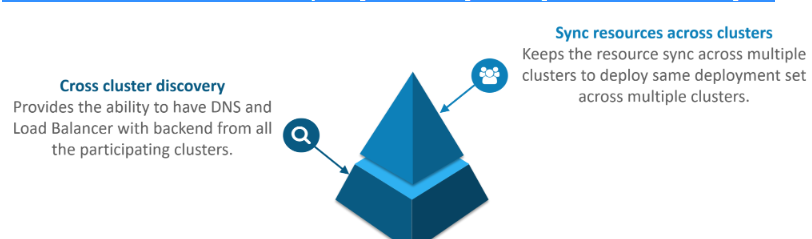 Sync resources across clusters
Keeps the resource sync across multiple
clusters to deploy same deployment set
across multiple clusters.
Cross cluster discovery
Provides the ability to have DNS and
Load Balancer with backend from all
the participating clusters.